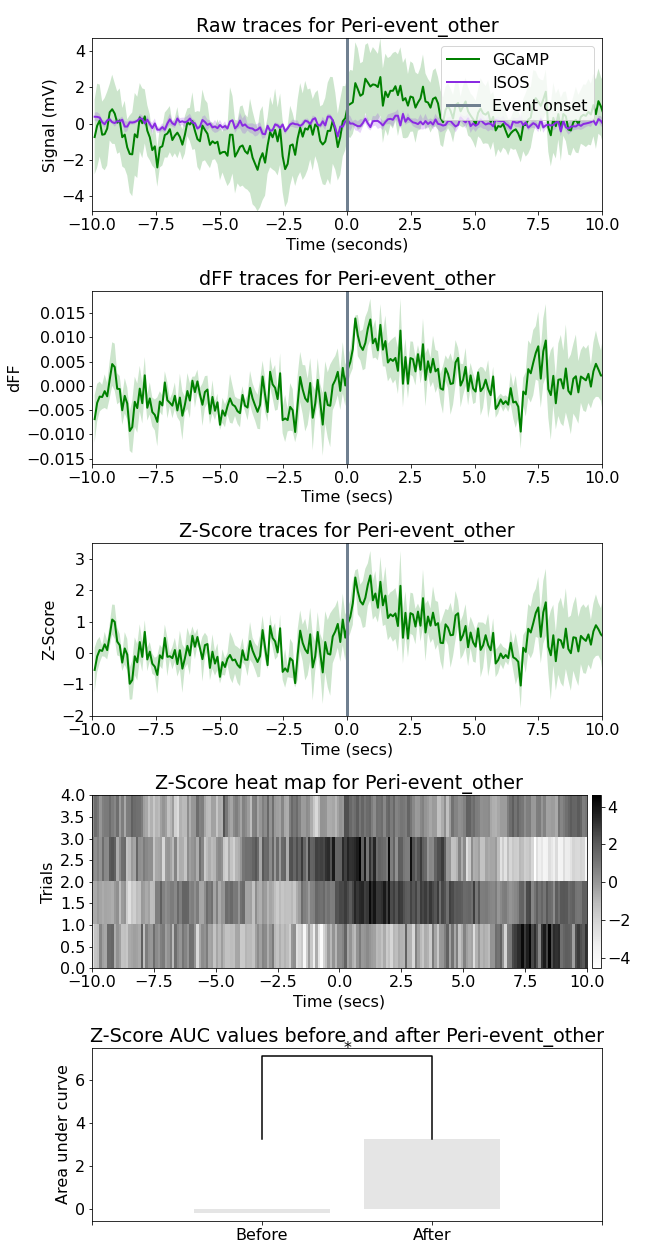 Raw traces for Peri-event_other
4
2
0
−2
−4
Signal (mV)
GCaMP
ISOS
Event onset
−10.0 −7.5 −5.0 −2.5 0.0 2.5 5.0 7.5 10.0
Time (seconds)
dFF traces for Peri-event_other
0.015
0.010
0.005
0.000
−0.005
−0.010
−0.015
dFF
−10.0 −7.5 −5.0 −2.5 0.0 2.5 5.0 7.5 10.0
Time (secs)
Z-Score traces for Peri-event_other
3
2
1
0
−1
−2
Z-Score
−10.0 −7.5 −5.0 −2.5 0.0 2.5 5.0 7.5 10.0
Time (secs)
Z-Score heat map for Peri-event_other
4.0
3.5
3.0
2.5
2.0
1.5
1.0
0.5
0.0
Trials
4
2
0
−2
−4
−10.0 −7.5 −5.0 −2.5 0.0 2.5 5.0 7.5 10.0
Time (secs)
Z-Score AUC values before and after Peri-event_other
*
6
4
2
0
Area under curve
Before After